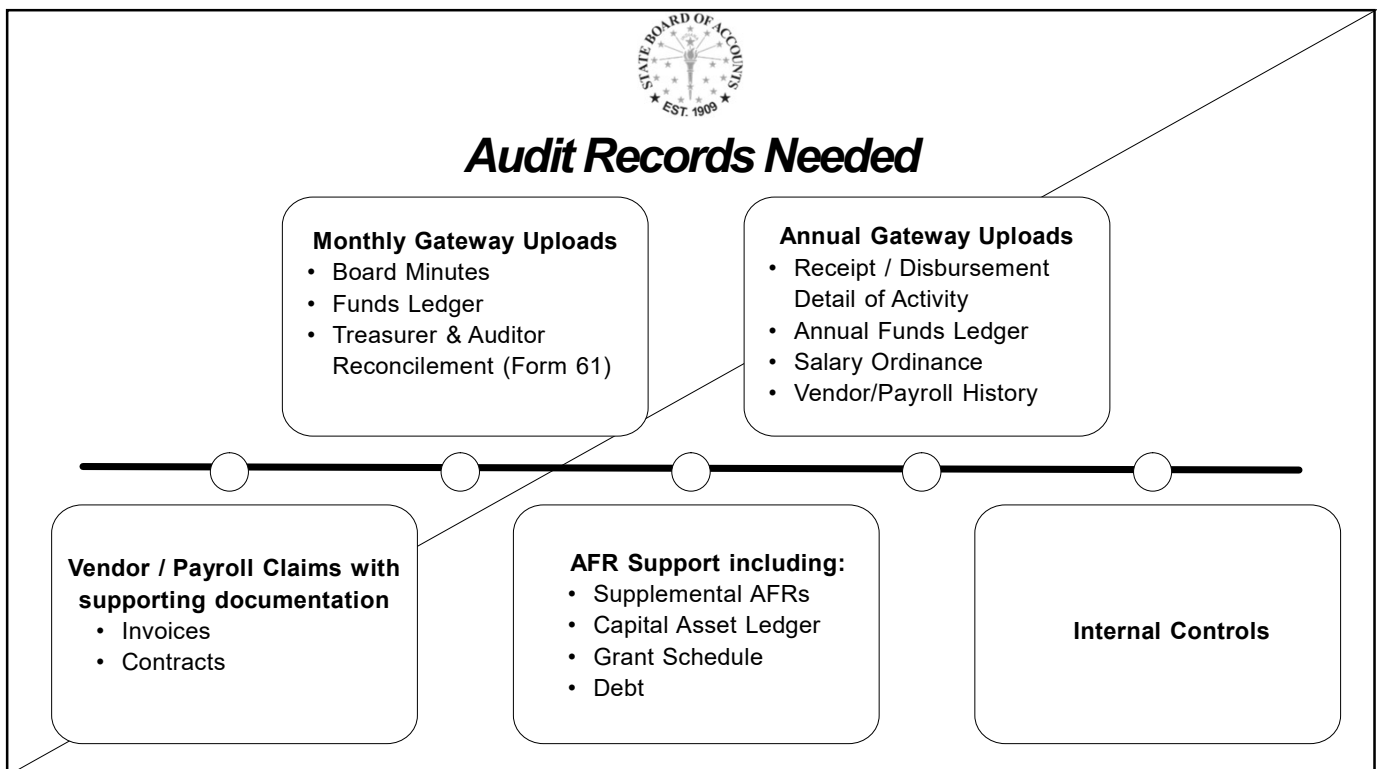 STATE BOARD OF ACCOUNTS
EST. 1909
Audit Records Needed
Monthly Gateway Uploads
• Board Minutes
• Funds Ledger
• Treasurer & Auditor
Reconcilement (Form 61)
Annual Gateway Uploads
• Receipt / Disbursement
Detail of Activity
• Annual Funds Ledger
• Salary Ordinance
• Vendor/Payroll History
Vendor / Payroll Claims with
supporting documentation
• Invoices
• Contracts
AFR Support including:
• Supplemental AFRs
• Capital Asset Ledger
• Grant Schedule
• Debt
Internal Controls